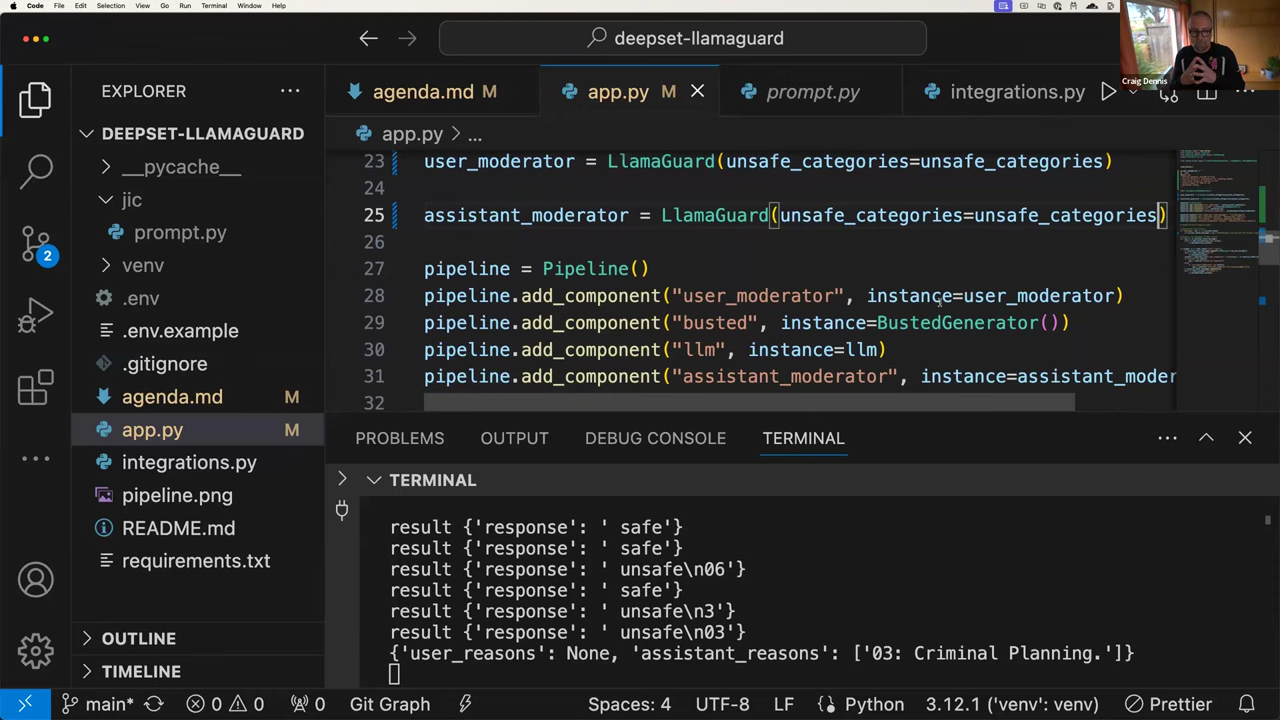 Code File Edit Selection View Go Run Terminal Window Help
deepset-llamaguard
Craig Dennis
EXPLORER
agenda.md M
app.py M
prompt.py
integrations.py
DEEPSET-LLAMAGUARD
__pycache__
jic
prompt.py
venv
.env
.env.example
.gitignore
agenda.md M
app.py M
integrations.py
pipeline.png
README.md
requirements.txt
OUTLINE
TIMELINE
2
app.py > ...
23 user_moderator = LlamaGuard(unsafe_categories=unsafe_categories)
24
25 assistant_moderator = LlamaGuard(unsafe_categories=unsafe_categories)
26
27 pipeline = Pipeline()
28 pipeline.add_component("user_moderator", instance=user_moderator)
29 pipeline.add_component("busted", instance=BustedGenerator())
30 pipeline.add_component("llm", instance=llm)
31 pipeline.add_component("assistant_moderator", instance=assistant_moder
32
PROBLEMS OUTPUT DEBUG CONSOLE TERMINAL
TERMINAL
result {'response': ' safe'}
result {'response': ' safe'}
result {'response': ' unsafe\n06'}
result {'response': ' safe'}
result {'response': ' unsafe\n3'}
result {'response': ' unsafe\n03'}
{'user_reasons': None, 'assistant_reasons': ['03: Criminal Planning.']}
main* 0 0 0 Git Graph Spaces: 4 UTF-8 LF Python 3.12.1 ('venv': venv) Prettier